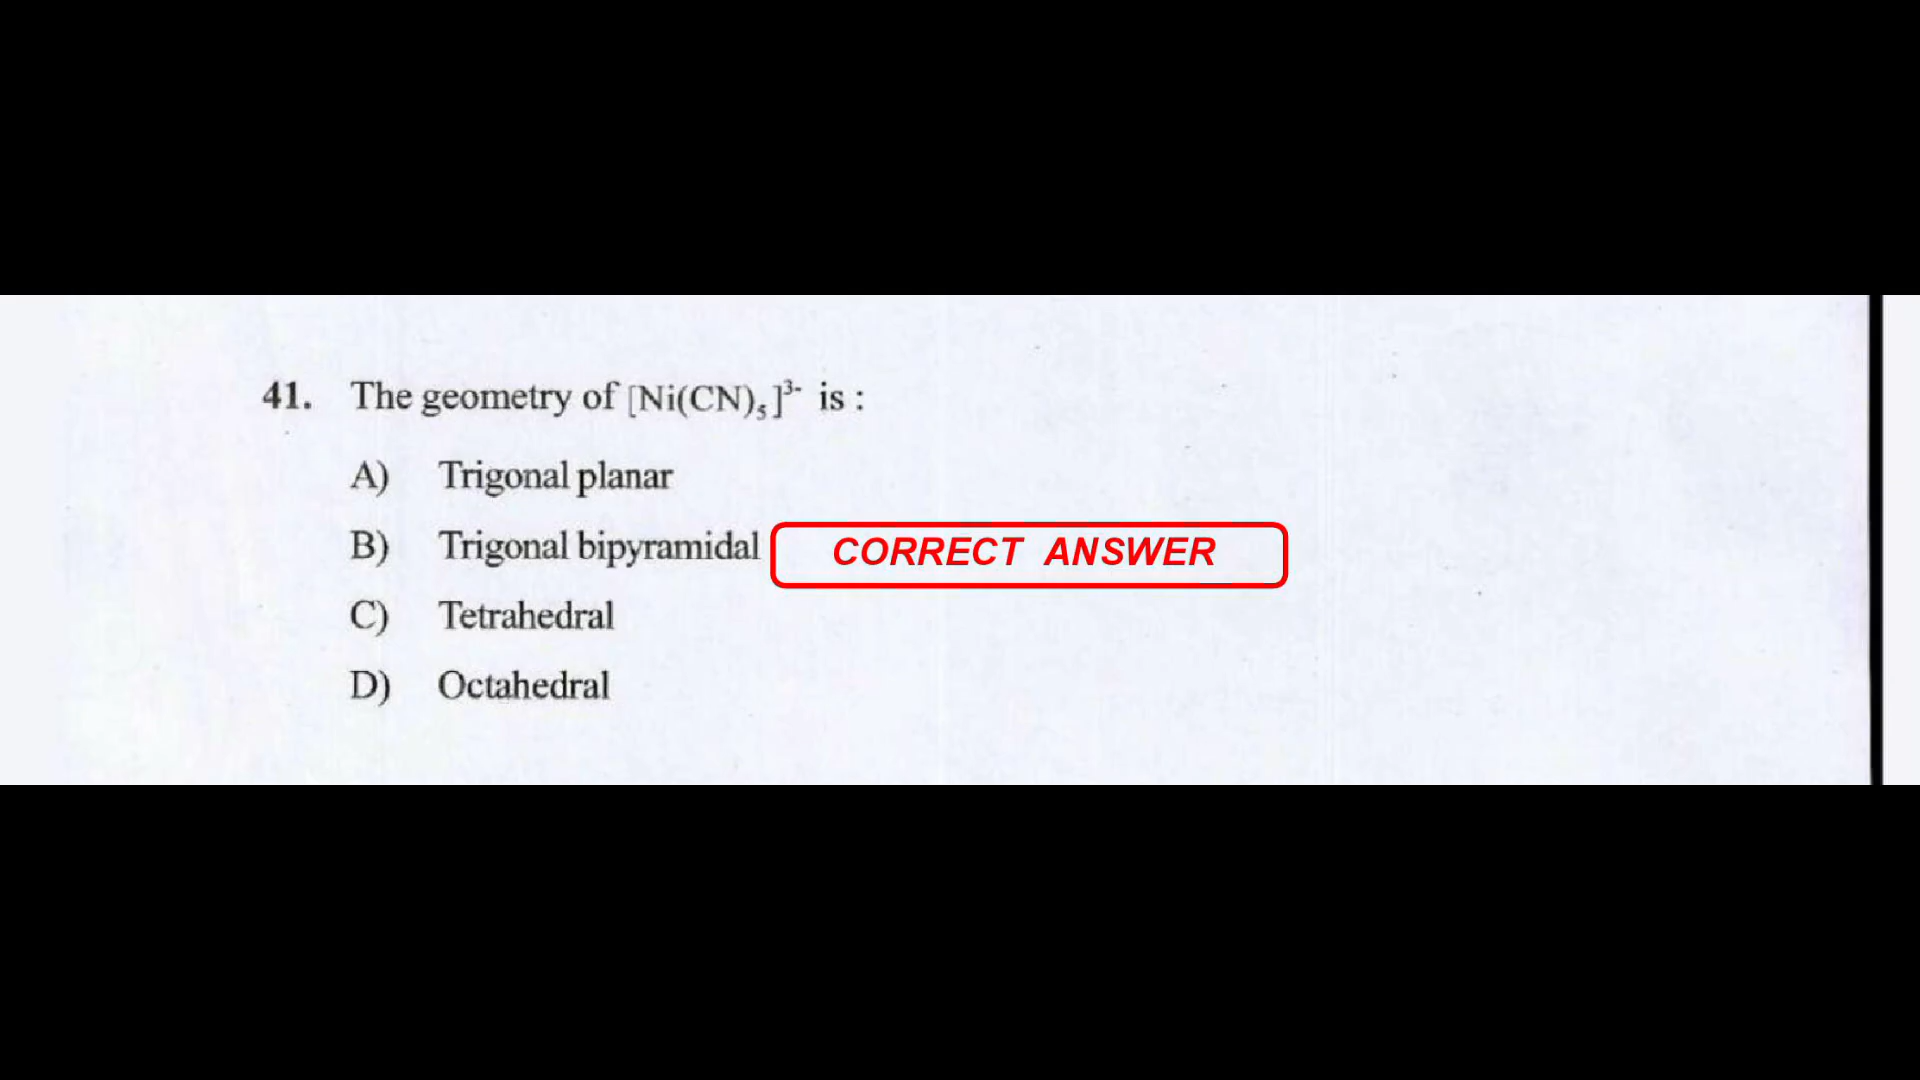 41. The geometry of [Ni(CN)₅]³⁻ is :
A) Trigonal planar
B) Trigonal bipyramidal CORRECT ANSWER
C) Tetrahedral
D) Octahedral